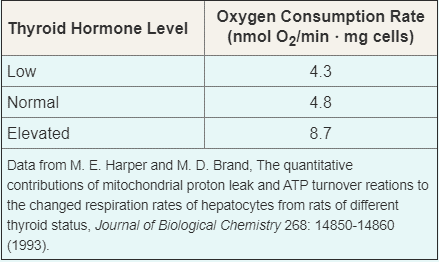 Thyroid Hormone Level
Oxygen Consumption Rate
(nmol O₂/min · mg cells)
Low 4.3
Normal 4.8
Elevated 8.7
Data from M. E. Harper and M. D. Brand, The quantitative
contributions of mitochondrial proton leak and ATP turnover reations to
the changed respiration rates of hepatocytes from rats of different
thyroid status, Journal of Biological Chemistry 268: 14850-14860
(1993).